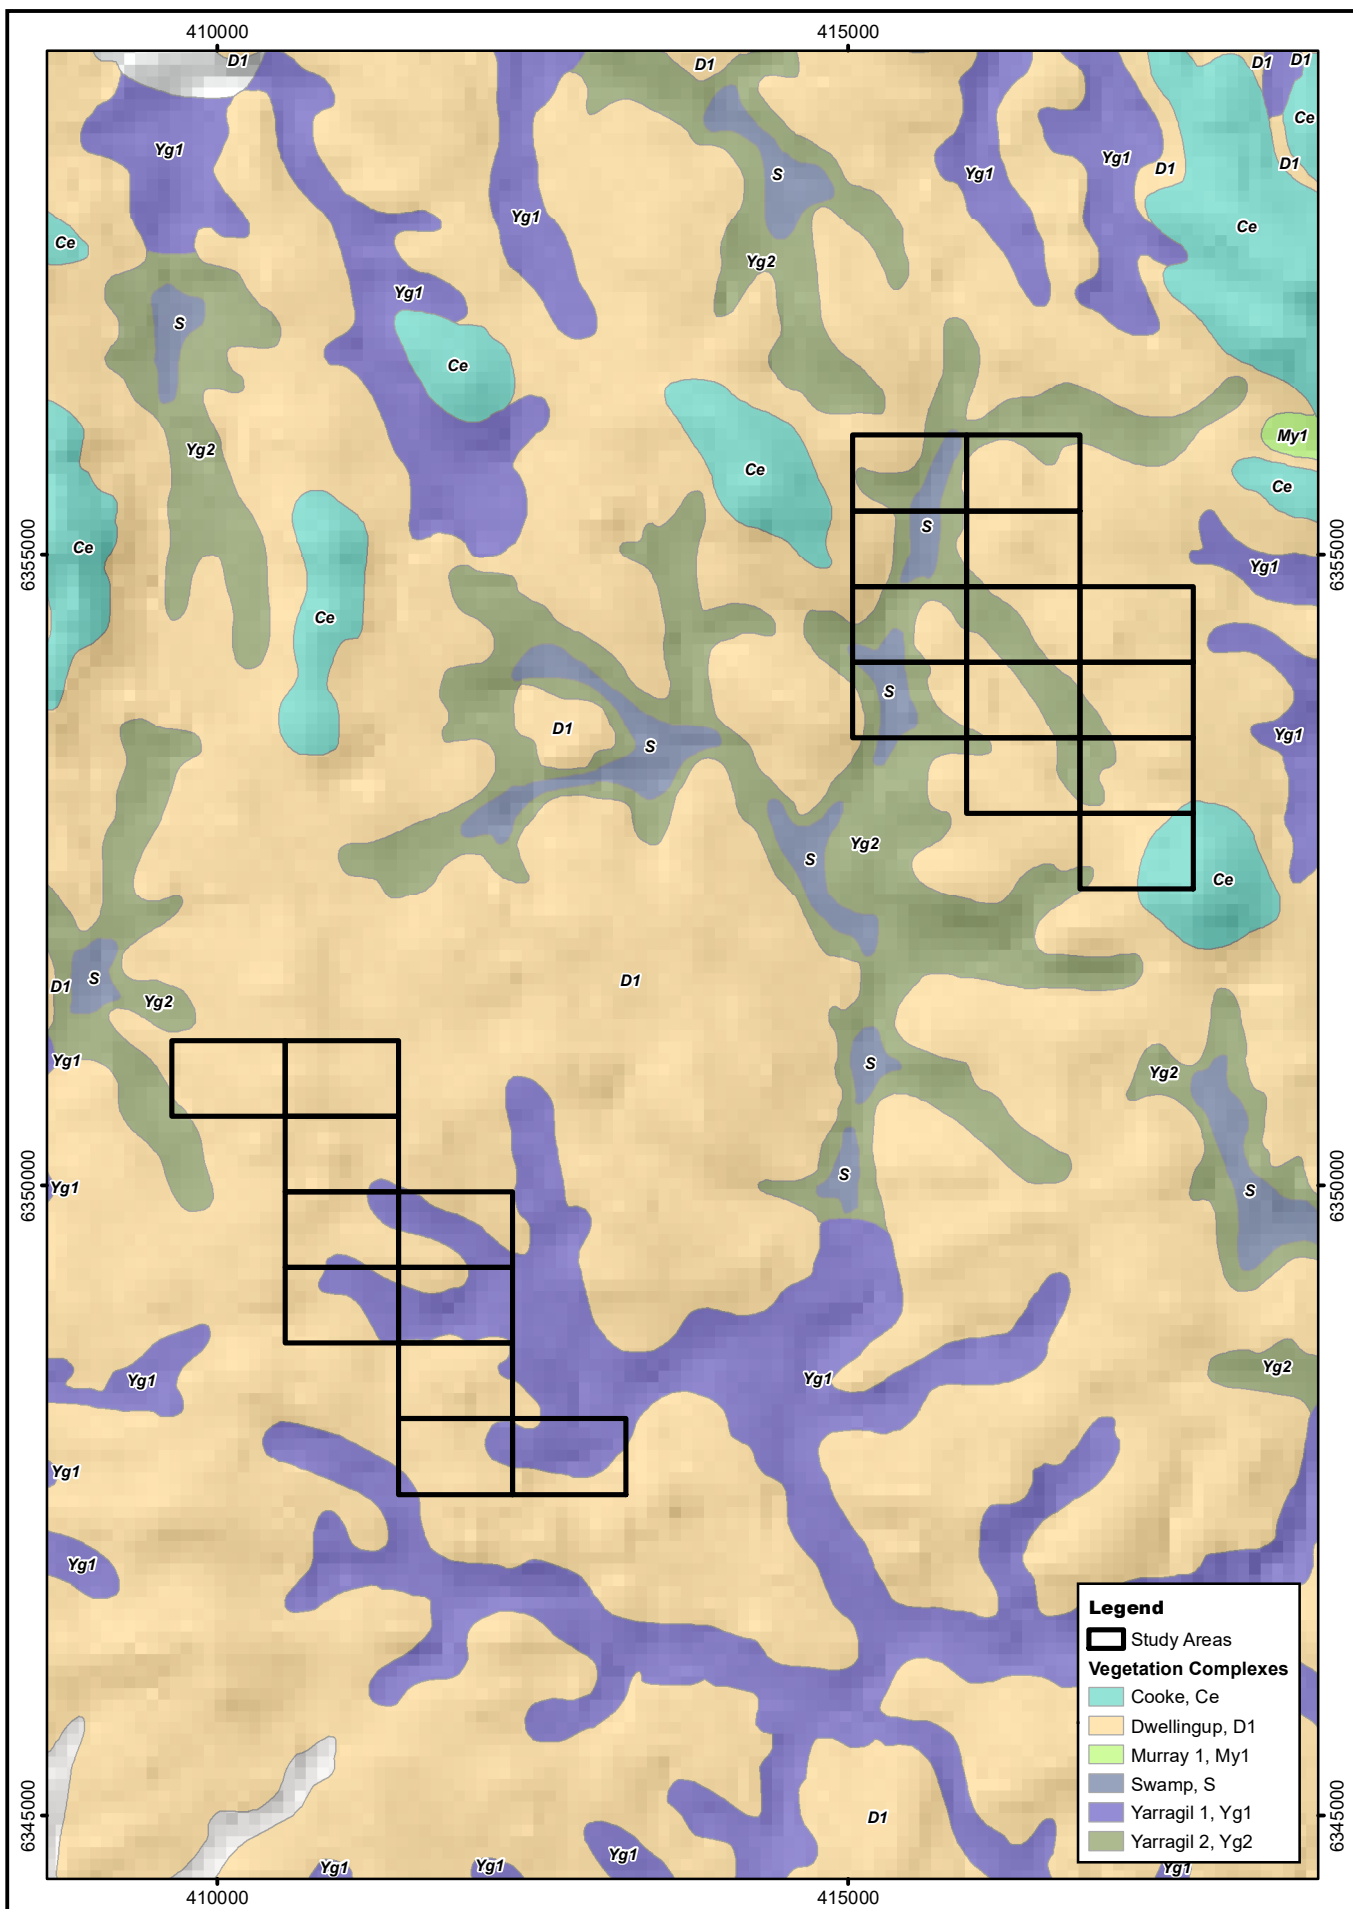 410000 415000
D1 D1 D1 D1
Ce
Yg1 Yg1 D1 D1
S Yg1
Yg1 Ce
Ce
Yg2
Yg1
S
Ce
My1
Yg2
Ce Ce
S
Ce
6355000 6355000
Yg1
Ce
S
D1 Yg1
S
Yg2
S
Ce
S
D1 D1
Yg2
Yg1 S Yg2
S
Yg1 S
6350000 6350000
Yg2
Yg1 Yg1
Yg1
Yg1
Legend
Study Areas
Vegetation Complexes
Cooke, Ce
Dwellingup, D1
Murray 1, My1
Swamp, S
Yarragil 1, Yg1
Yarragil 2, Yg2
6345000 6345000
D1
Yg1
Yg1 Yg1 Yg1
410000 415000